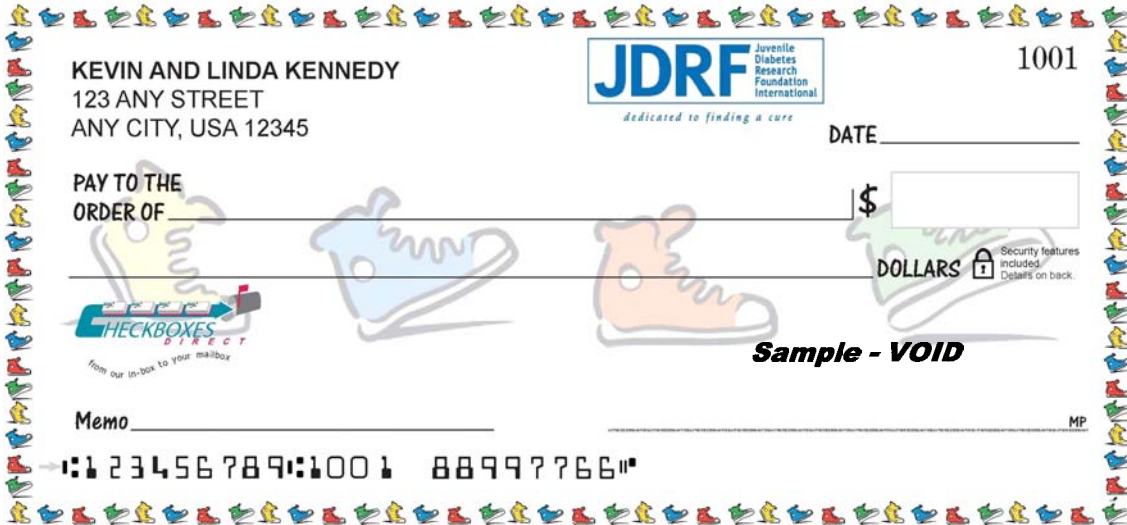 KEVIN AND LINDA KENNEDY
123 ANY STREET
ANY CITY, USA 12345
JDRF
Juvenile
Diabetes
Research
Foundation
International
dedicated to finding a cure
1001
DATE
PAY TO THE
ORDER OF
$
DOLLARS
Security features
included.
Details on back.
CHECKBOXES
DIRECT
from our in-box to your mailbox
Sample - VOID
Memo
MP
⑆123456789⑆1001 88997766⑈